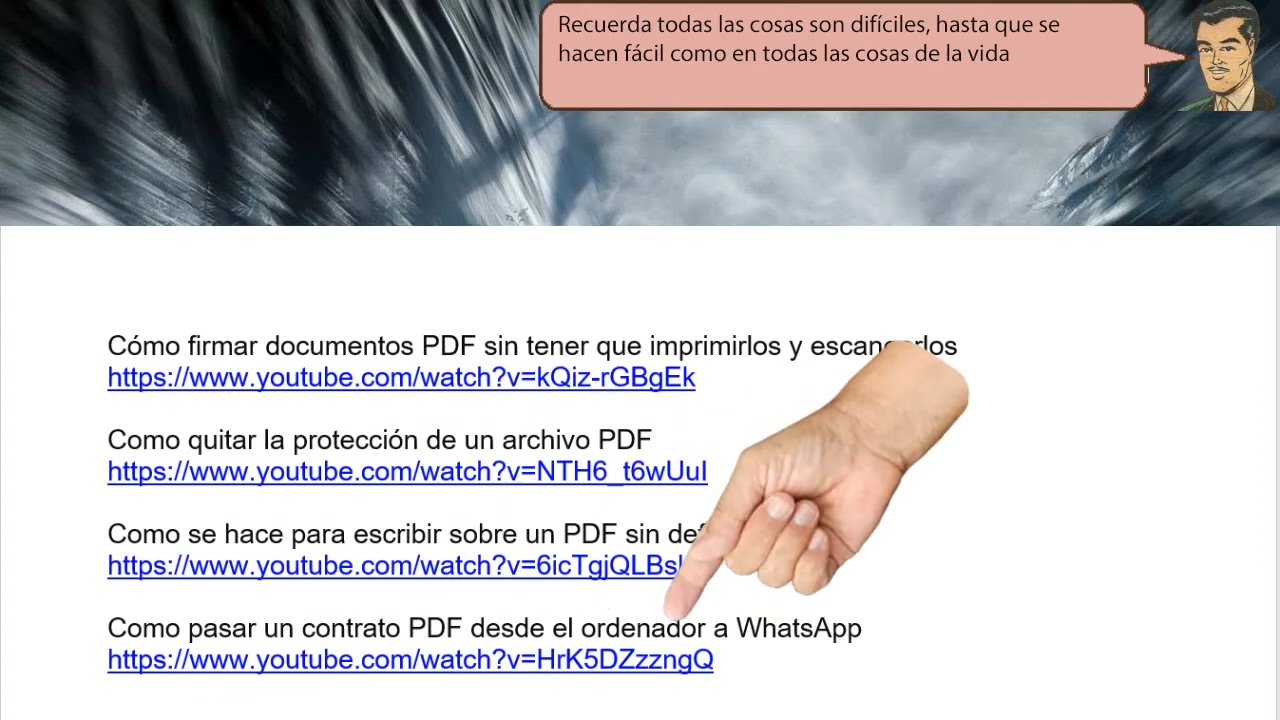 Recuerda todas las cosas son difíciles, hasta que se
hacen fácil como en todas las cosas de la vida
Cómo firmar documentos PDF sin tener que imprimirlos y
https://www.youtube.com/watch?v=kQiz-rGBgEk
Como quitar la protección de un archivo PDF
https://www.youtube.com/watch?v=NTH6_t6wUuI
Como se hace para escribir sobre un PDF sin
Como pasar un contrato PDF desde el ordenador a WhatsApp
https://www.youtube.com/watch?v=HrK5DZzzngQ